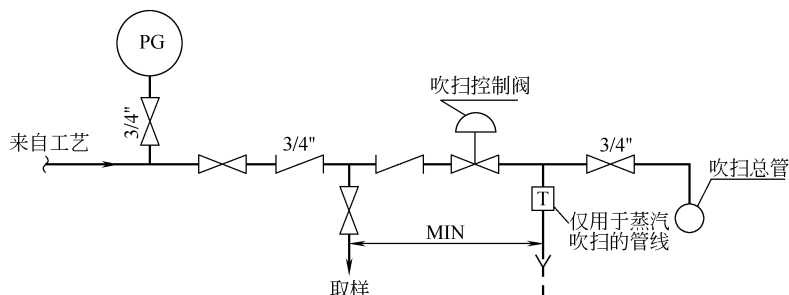 PG
吹扫控制阀
3/4"
来自工艺
3/4"
3/4"
吹扫总管
T
仅用于蒸汽
吹扫的管线
MIN
取样